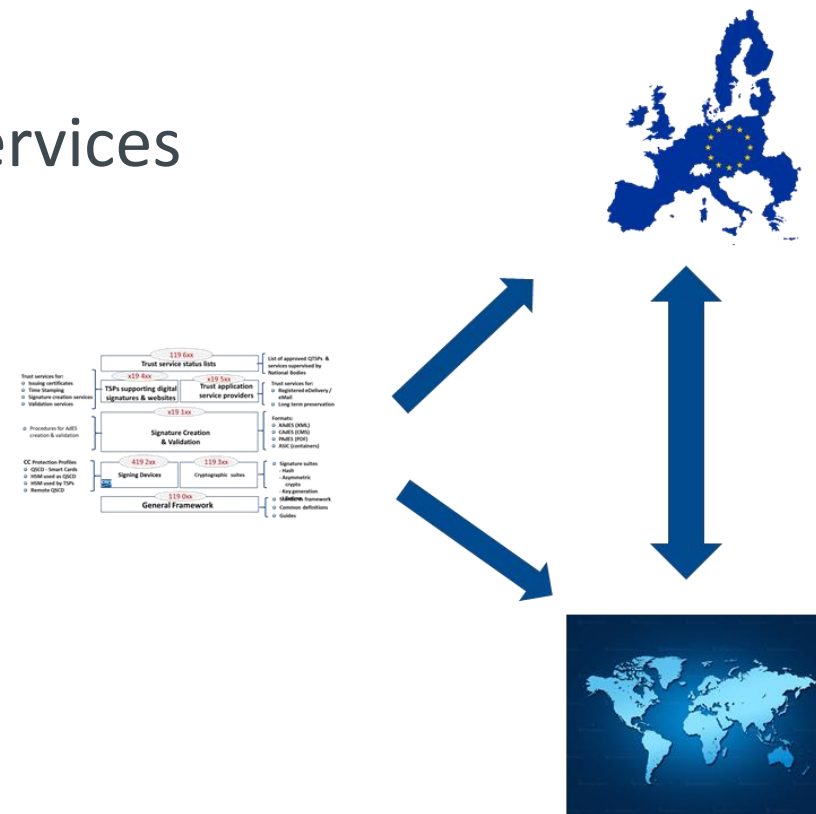 ervices
119 6xx
Trust service status lists
List of approved QTSPs &
services supervised by
National Bodies
Trust services for:
Issuing certificates
Time Stamping
Signature creation services
Validation services
x19 4xx
TSPs supporting digital
signatures & websites
x19 5xx
Trust application
service providers
Trust services for:
Registered eDelivery /
eMail
Long term preservation
Procedures for AdES
creation & validation
x19 1xx
Signature Creation
& Validation
Formats:
XAdES (XML)
CAdES (CMS)
PAdES (PDF)
ASiC (containers)
CC Protection Profiles
QSCD - Smart Cards
HSM used as QSCD
HSM used by TSPs
Remote QSCD
419 2xx
Signing Devices
119 3xx
Cryptographic suites
Signature suites
- Hash
- Asymmetric
crypto
- Key generation
119 0xx
General Framework
framework
Common definitions
Guides